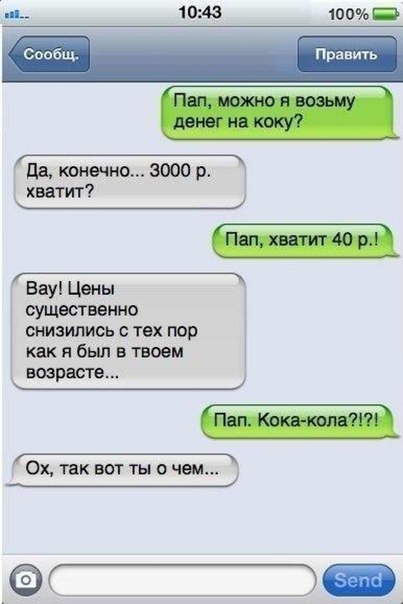 10:43
100%
Сообщ.
Править
Пап, можно я возьму
денег на коку?
Да, конечно... 3000 р.
хватит?
Пап, хватит 40 р.!
Вау! Цены
существенно
снизились с тех пор
как я был в твоем
возрасте...
Пап. Кока-кола?!?!
Ох, так вот ты о чем...
Send